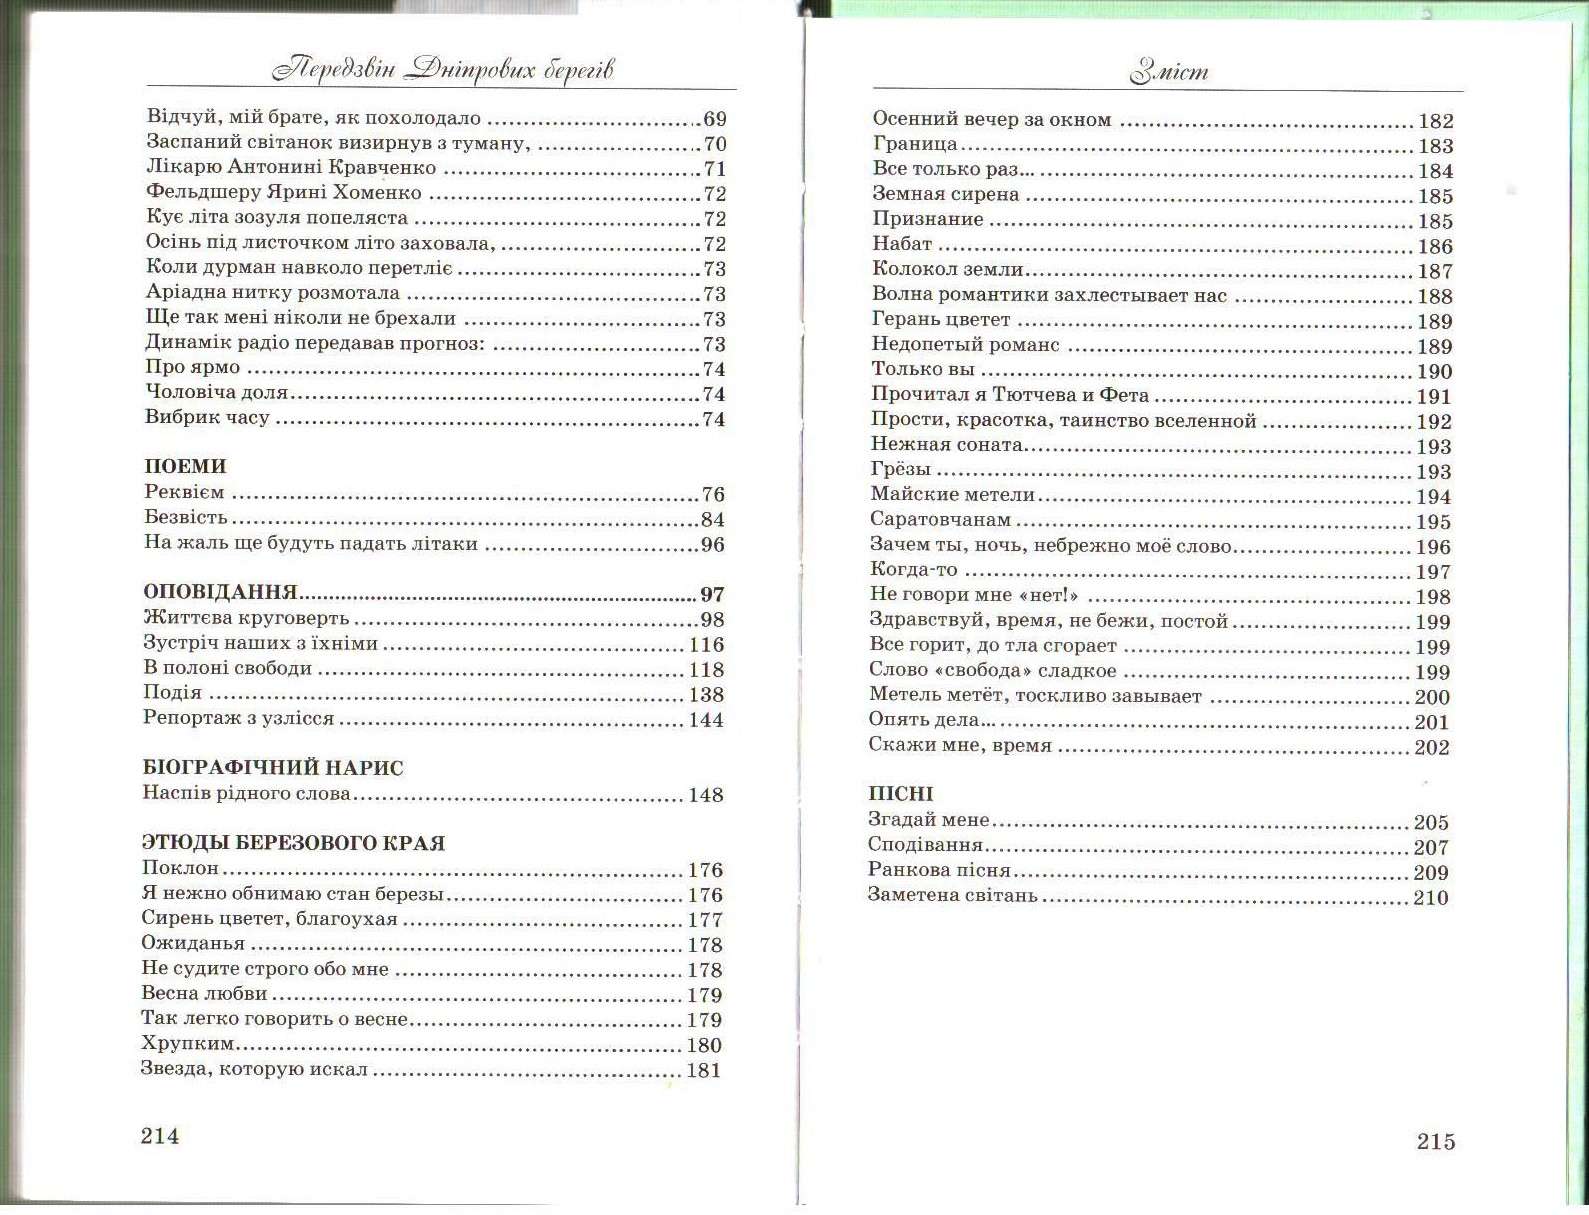 Передзвін Дніпрових берегів
Відчуй, мій брате, як похолодало ..............................69
Заспаний світанок визирнув з туману, .......................70
Лікарю Антонині Кравченко ....................................71
Фельдшеру Ярині Хоменко ......................................72
Кує літа зозуля попеляста ........................................72
Осінь під листочком літо заховала, ............................72
Коли дурман навколо перетліє ..................................73
Аріадна нитку розмотала .........................................73
Ще так мені ніколи не брехали .................................73
Динамік радіо передавав прогноз: .............................73
Про ярмо ...............................................................74
Чоловіча доля.........................................................74
Вибрик часу ...........................................................74
ПОЕМИ
Реквієм .................................................................76
Безвість .................................................................84
На жаль ще будуть падать літаки ..............................96
ОПОВІДАННЯ.......................................................97
Життєва круговерть ................................................98
Зустріч наших з їхніми .......................................... 116
В полоні свободи ................................................... 118
Подія .................................................................. 138
Репортаж з узлісся ................................................ 144
БІОГРАФІЧНИЙ НАРИС
Наспів рідного слова.............................................. 148
ЭТЮДЫ БЕРЕЗОВОГО КРАЯ
Поклон ................................................................ 176
Я нежно обнимаю стан березы................................. 176
Сирень цветет, благоухая ....................................... 177
Ожиданья ............................................................ 178
Не судите строго обо мне ........................................ 178
Весна любви ......................................................... 179
Так легко говорить о весне...................................... 179
Хрупким.............................................................. 180
Звезда, которую искал ........................................... 181
214
Зміст
Осенний вечер за окном ......................................... 182
Граница............................................................... 183
Все только раз... .................................................... 184
Земная сирена ...................................................... 185
Признание ........................................................... 185
Набат .................................................................. 186
Колокол земли...................................................... 187
Волна романтики захлестывает нас ......................... 188
Герань цветет ....................................................... 189
Недопетый романс ................................................ 189
Только вы ............................................................ 190
Прочитал я Тютчева и Фета .................................... 191
Прости, красотка, таинство вселенной ..................... 192
Нежная соната...................................................... 193
Грёзы .................................................................. 193
Майские метели.................................................... 194
Саратовчанам ....................................................... 195
Зачем ты, ночь, небрежно моё слово......................... 196
Когда-то .............................................................. 197
Не говори мне «нет!» ............................................. 198
Здравствуй, время, не бежи, постой ......................... 199
Все горит, до тла сгорает ........................................ 199
Слово «свобода» сладкое ........................................ 199
Метель метёт, тоскливо завывает ............................ 200
Опять дела... ......................................................... 201
Скажи мне, время ................................................. 202
ПІСНІ
Згадай мене.......................................................... 205
Сподівання........................................................... 207
Ранкова пісня....................................................... 209
Заметена світань ................................................... 210
215